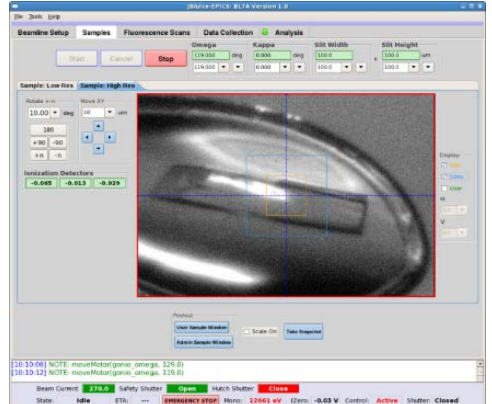 JBluIce-EPICS: BL7A Version 1.0
File Tools Help
Beamline Setup Samples Fluorescence Scans Data Collection Analysis
Start Cancel Stop
Omega Kappa Slit Width Slit Height
119.000 deg 0.000 deg 100.0 x 100.0 um
119.000 0.000 100.0 100.0
Sample: Low Res Sample: High Res
Rotate +-n Move XY
10.00 deg 10 um
180
+90 -90
+n -n
Ionization Detectors
-0.065 -0.013 -0.029
Display
User
H:
V:
Popout
User Sample Window
Admin Sample Window
Scale On
Take Snapshot
[10:10:06] NOTE: moveMotor(gonio_omega, 129.0)
[10:10:12] NOTE: moveMotor(gonio_omega, 119.0)
Beam Current 270.0 Safety Shutter Open Hutch Shutter Close
State: Idle ETA: --- EMERGENCY STOP Mono: 12661 eV IZero: -0.03 V Control: Active Shutter: Closed